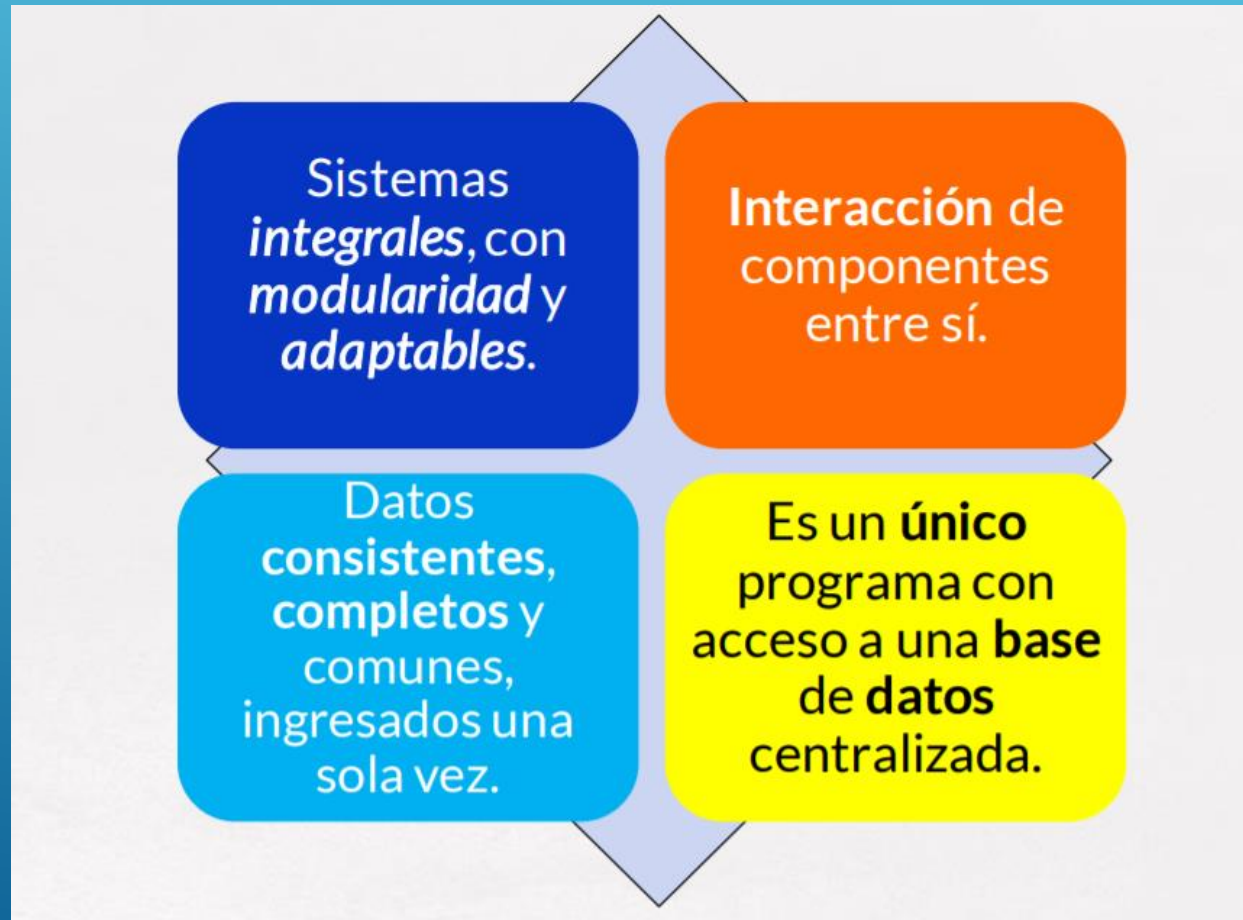 Sistemas
integrales, con
modularidad y
adaptables.
Interacción de
componentes
entre sí.
Datos
consistentes,
completos y
comunes,
ingresados una
sola vez.
Es un único
programa con
acceso a una base
de datos
centralizada.